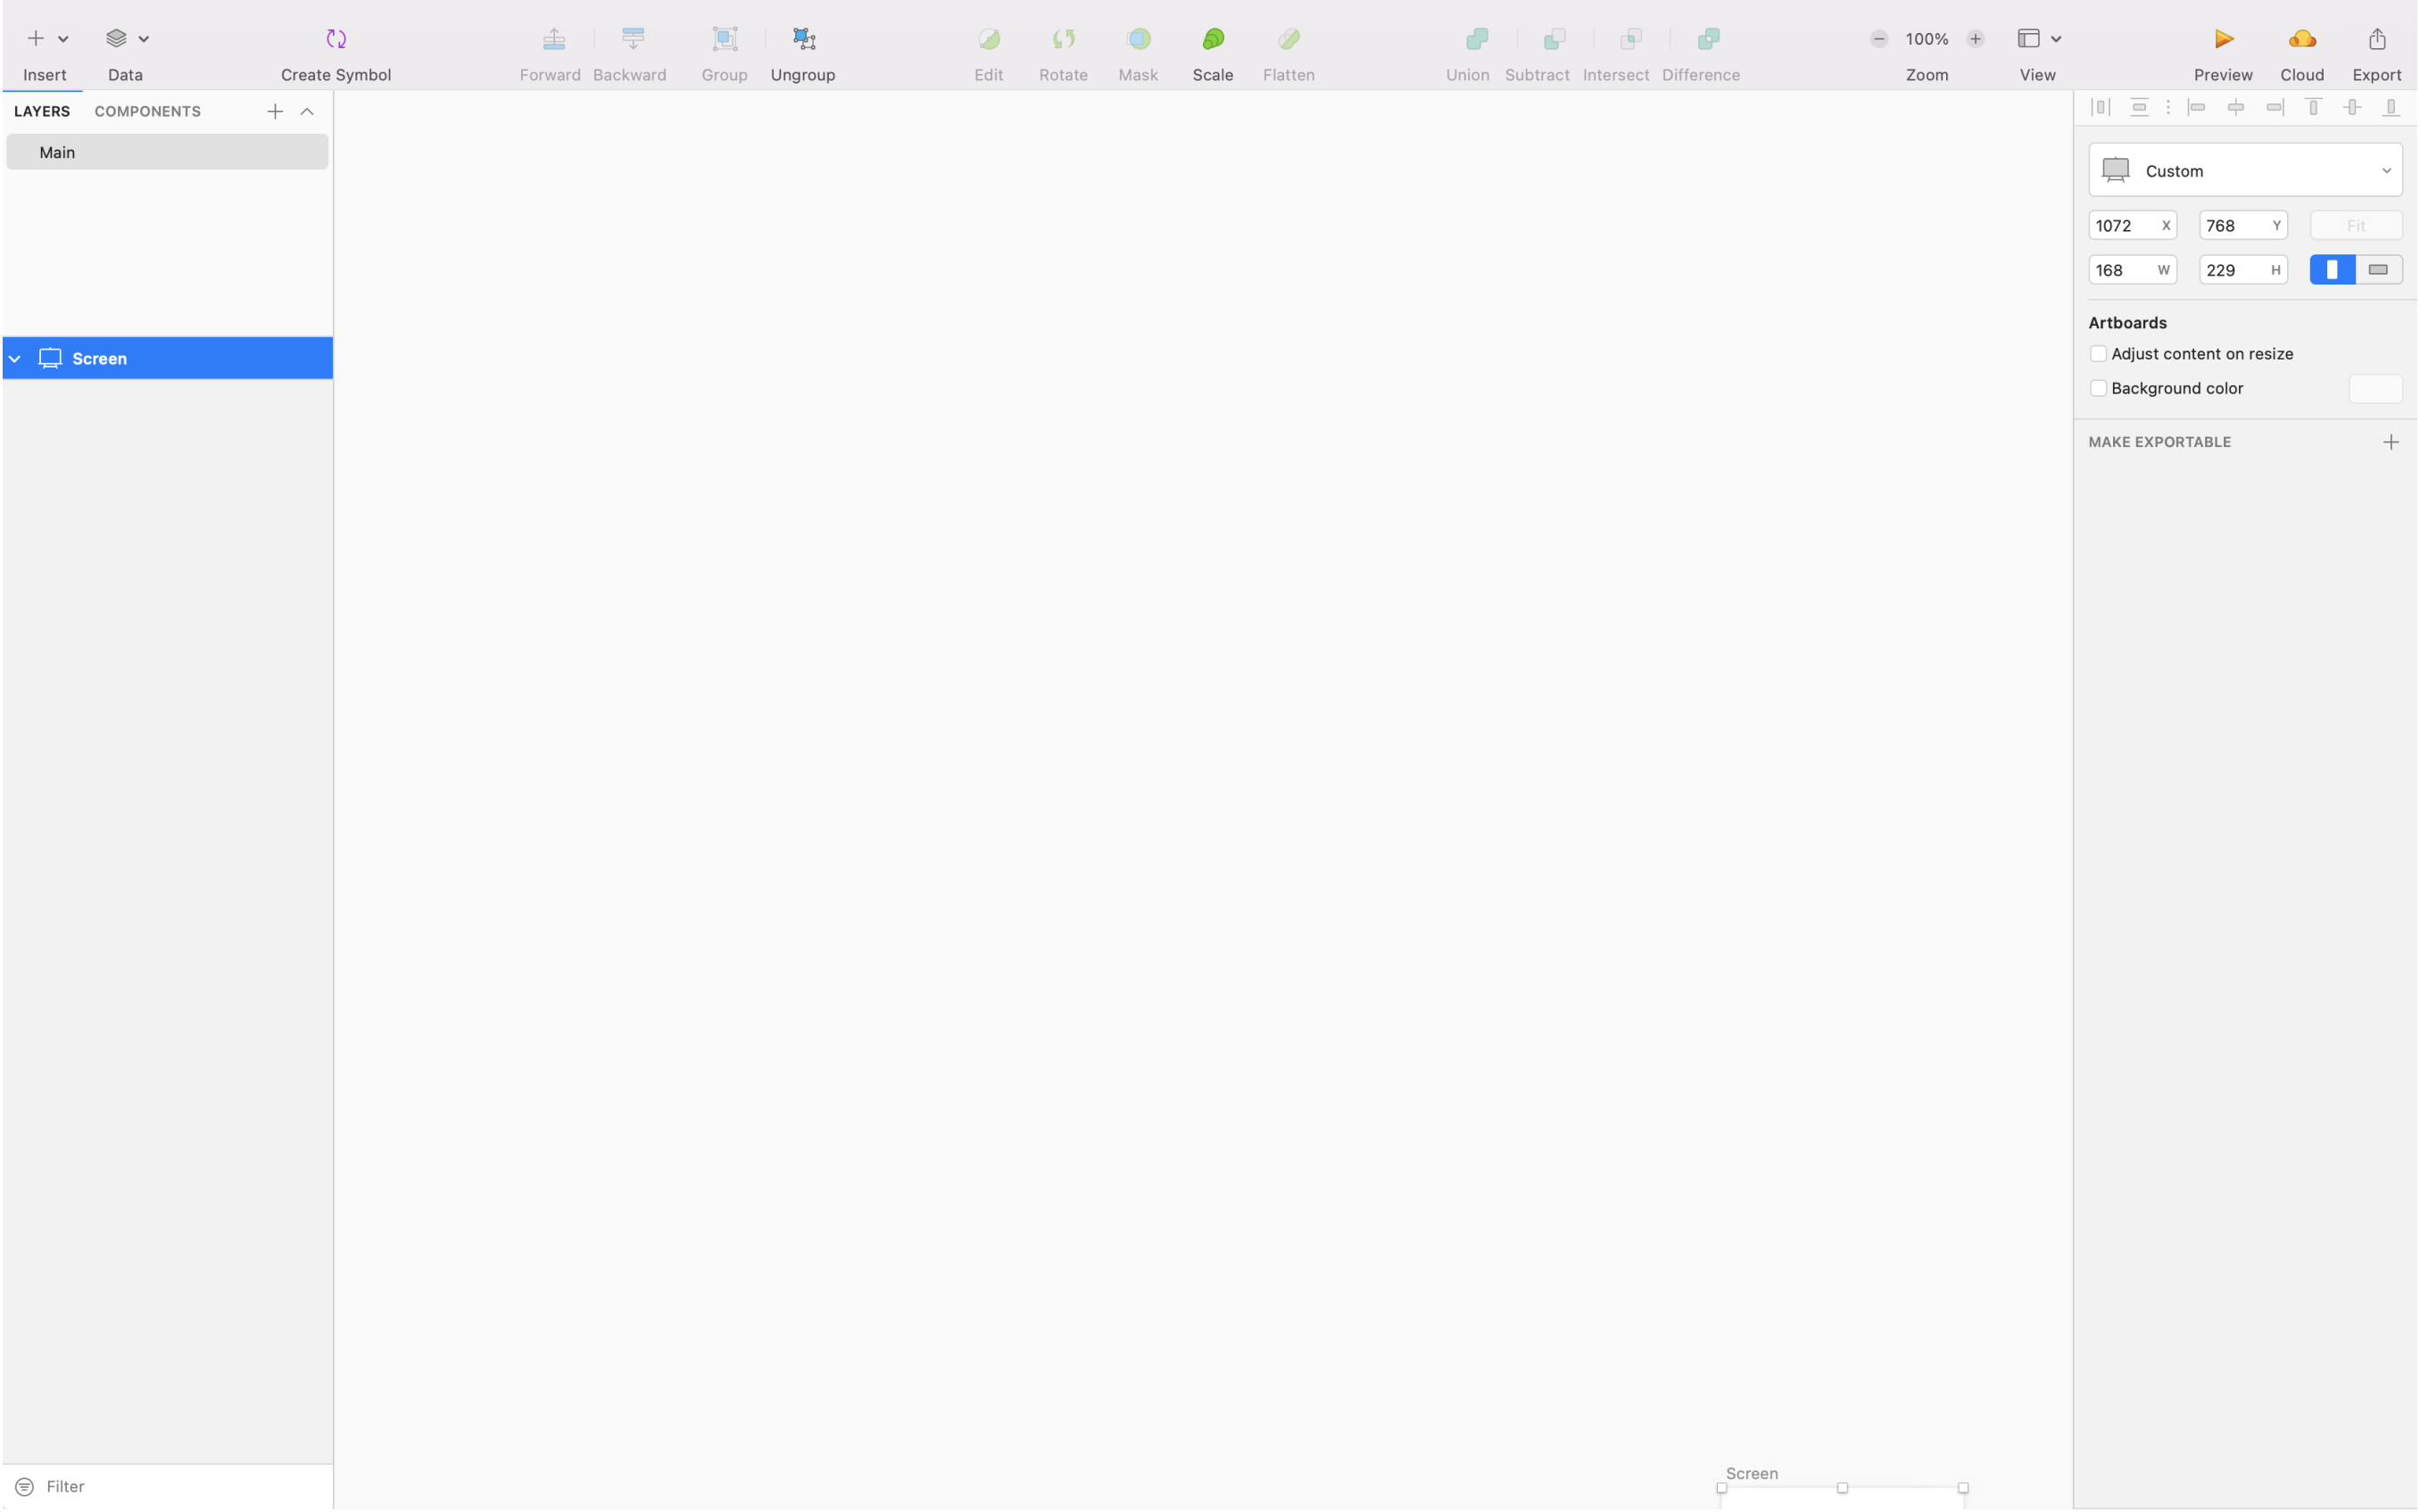 Insert Data Create Symbol Forward Backward Group Ungroup Edit Rotate Mask Scale Flatten Union Subtract Intersect Difference 100% Zoom View Preview Cloud Export
LAYERS COMPONENTS
Main
Screen
Filter
Screen
Custom
1072 X 768 Y Fit
168 W 229 H
Artboards
Adjust content on resize
Background color
MAKE EXPORTABLE